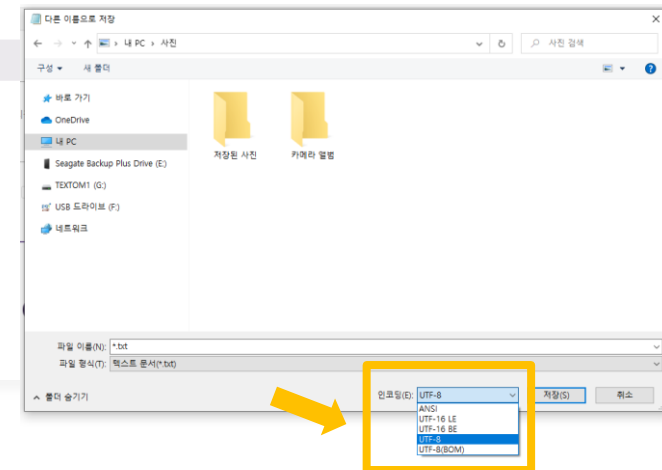 다른 이름으로 저장
내 PC › 사진
사진 검색
구성
새 폴더
바로 가기
OneDrive
내 PC
Seagate Backup Plus Drive (E:)
TEXTOM1 (G:)
USB 드라이브 (F:)
네트워크
저장된 사진
카메라 앨범
파일 이름(N): *.txt
파일 형식(T): 텍스트 문서(*.txt)
폴더 숨기기
인코딩(E): UTF-8
저장(S)
취소
ANSI
UTF-16 LE
UTF-16 BE
UTF-8
UTF-8(BOM)